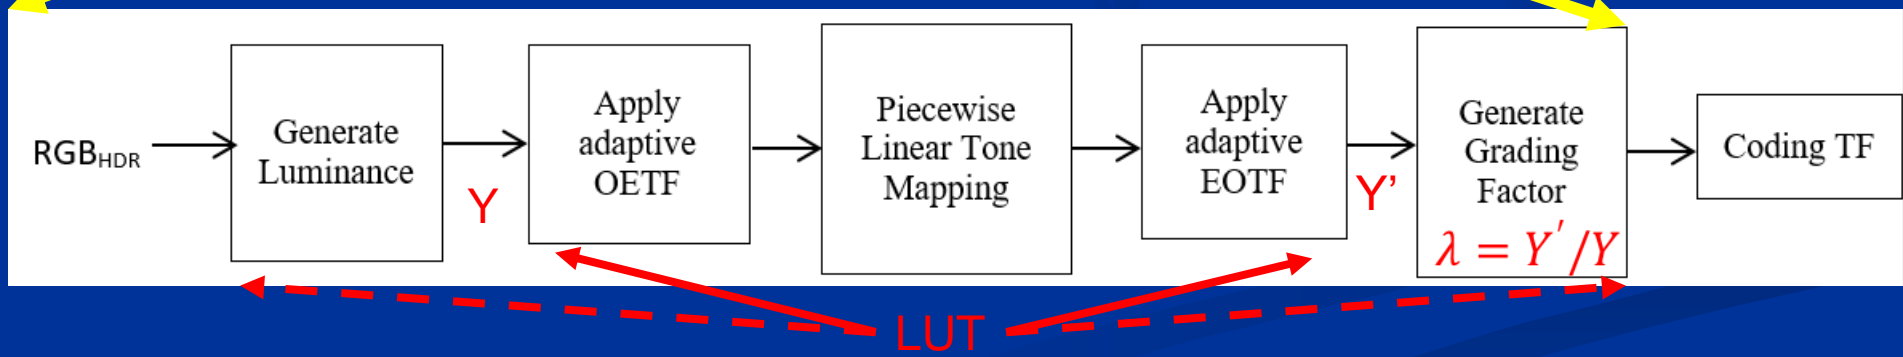 RGBHDR
Generate
Luminance
Y
Apply
adaptive
OETF
Piecewise
Linear Tone
Mapping
Apply
adaptive
EOTF
Y’
Generate
Grading
Factor
λ = Y′/Y
Coding TF
LUT